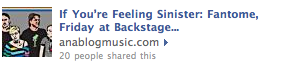 If You're Feeling Sinister: Fantome,
Friday at Backstage...
anablogmusic.com
20 people shared this